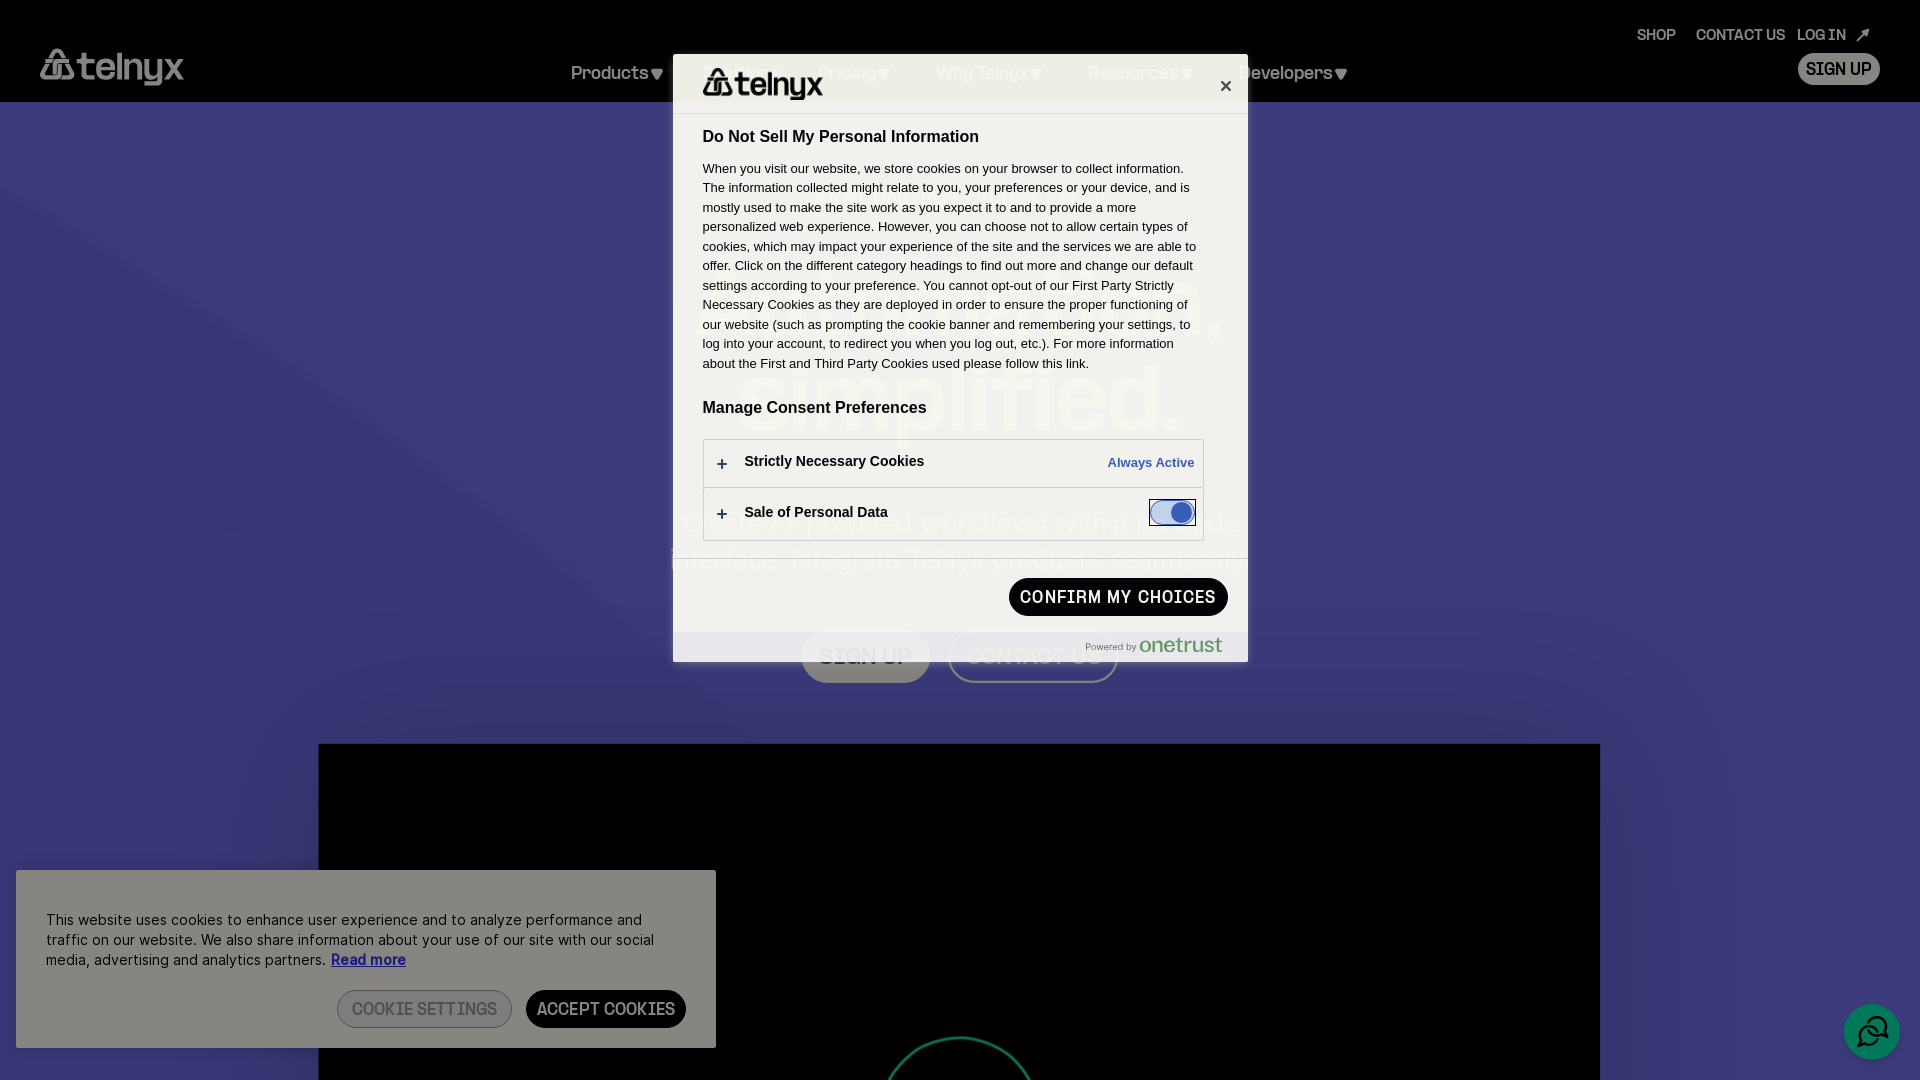 SHOP
CONTACT US
LOG IN
telnyx
Products
Pricing
Why Telnyx
Resources
Developers
SIGN UP
telnyx
Do Not Sell My Personal Information
When you visit our website, we store cookies on your browser to collect information.
The information collected might relate to you, your preferences or your device, and is
mostly used to make the site work as you expect it to and to provide a more
personalized web experience. However, you can choose not to allow certain types of
cookies, which may impact your experience of the site and the services we are able to
offer. Click on the different category headings to find out more and change our default
settings according to your preference. You cannot opt-out of our First Party Strictly
Necessary Cookies as they are deployed in order to ensure the proper functioning of
our website (such as prompting the cookie banner and remembering your settings, to
log into your account, to redirect you when you log out, etc.). For more information
about the First and Third Party Cookies used please follow this link.
simplified.
Manage Consent Preferences
Strictly Necessary Cookies
Always Active
Sale of Personal Data
Create AI-powered workflows with a
interface. Integrate Telnyx products seamlessly
CONFIRM MY CHOICES
Powered by onetrust
SIGN UP
CONTACT US
This website uses cookies to enhance user experience and to analyze performance and
traffic on our website. We also share information about your use of our site with our social
media, advertising and analytics partners. Read more
COOKIE SETTINGS
ACCEPT COOKIES